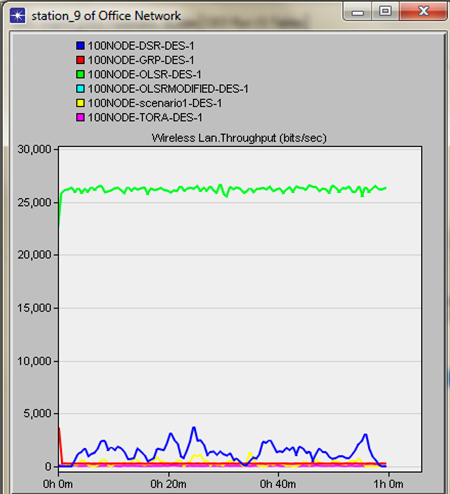 station_9 of Office Network
100NODE-DSR-DES-1
100NODE-GRP-DES-1
100NODE-OLSR-DES-1
100NODE-OLSRMODIFIED-DES-1
100NODE-scenario1-DES-1
100NODE-TORA-DES-1
Wireless Lan.Throughput (bits/sec)
30,000
25,000
20,000
15,000
10,000
5,000
0
0h 0m
0h 20m
0h 40m
1h 0m